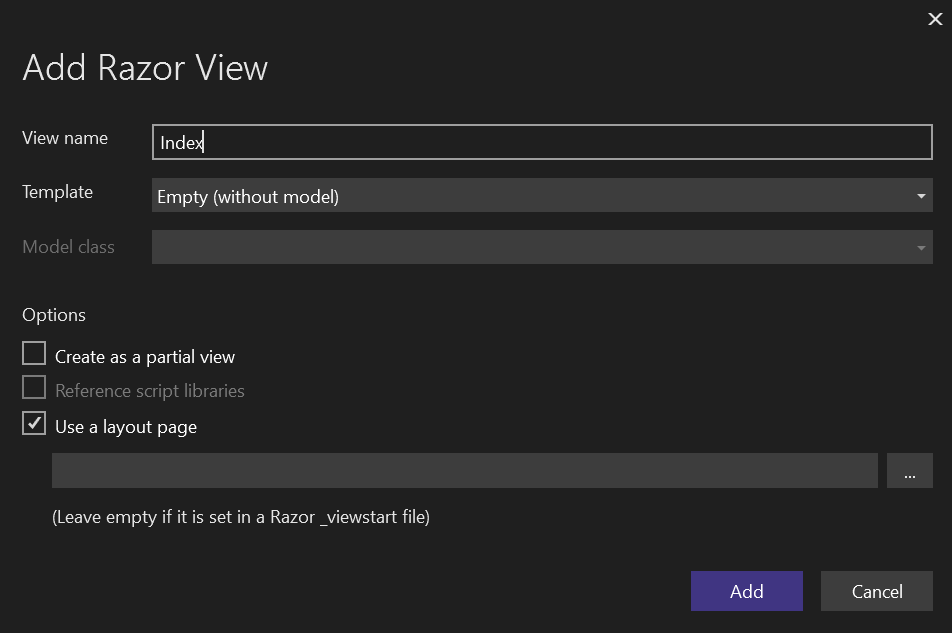 Add Razor View
View name
Index
Template
Empty (without model)
Model class
Options
Create as a partial view
Reference script libraries
Use a layout page
...
(Leave empty if it is set in a Razor _viewstart file)
Add
Cancel